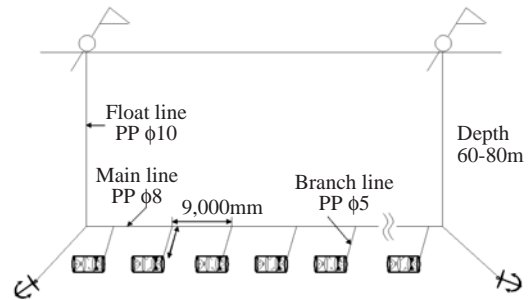 Float line
PP ϕ10
Depth
60-80m
Main line
PP ϕ8
9,000mm
Branch line
PP ϕ5